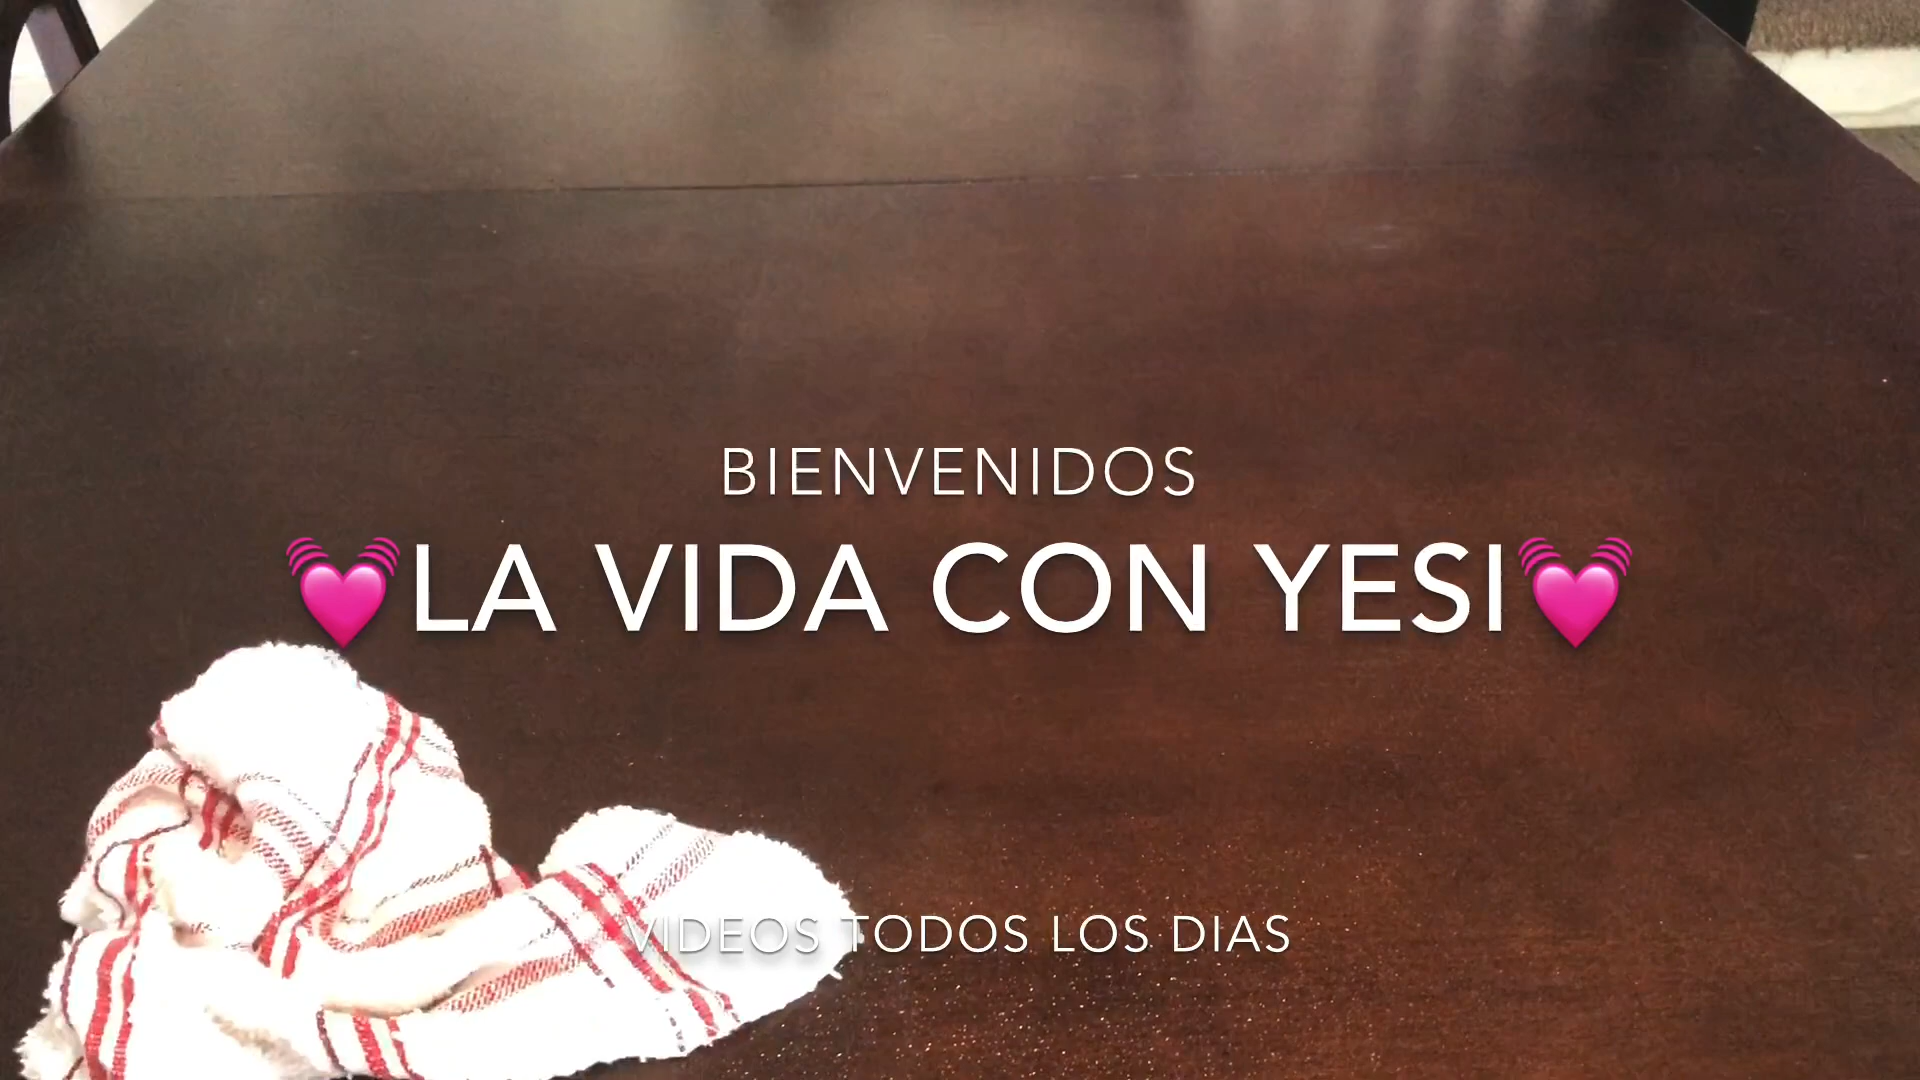 BIENVENIDOS
💓LA VIDA CON YESI💓
VIDEOS TODOS LOS DIAS